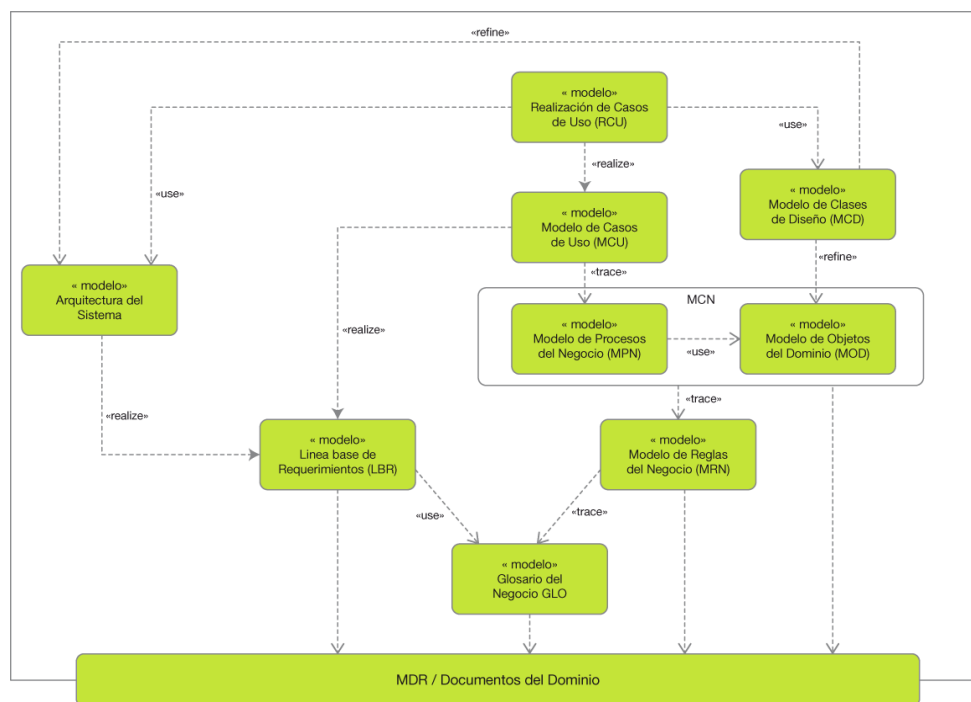 «refine»
« modelo»
Realización de Casos
de Uso (RCU)
«use»
«realize»
«use»
« modelo»
Modelo de Clases
de Diseño (MCD)
« modelo»
Modelo de Casos
de Uso (MCU)
«refine»
« modelo»
Arquitectura del
Sistema
«trace»
MCN
« modelo»
Modelo de Procesos
del Negocio (MPN)
«use»
« modelo»
Modelo de Objetos
del Dominio (MOD)
«realize»
«trace»
«realize»
« modelo»
Linea base de
Requerimientos (LBR)
« modelo»
Modelo de Reglas
del Negocio (MRN)
«use»
«trace»
« modelo»
Glosario del
Negocio GLO
MDR / Documentos del Dominio